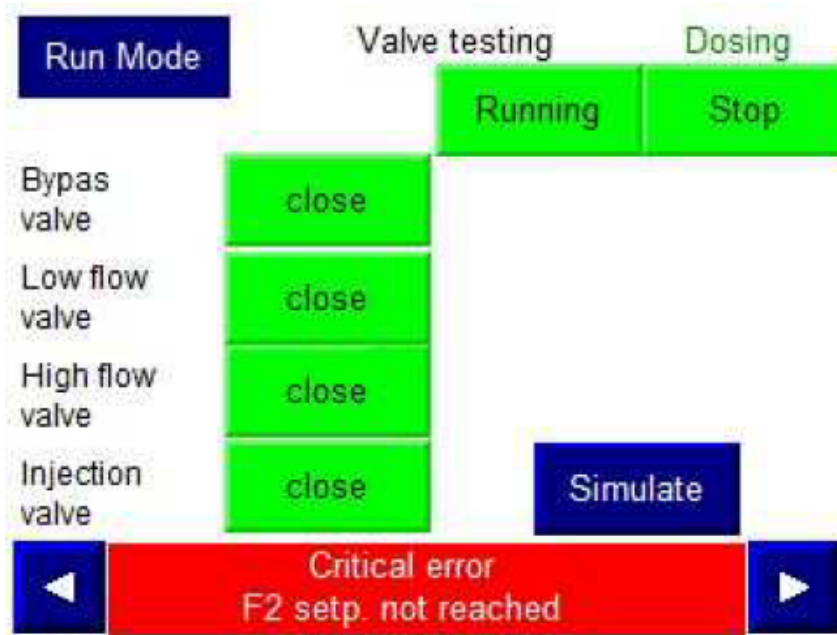 Run Mode
Valve testing
Dosing
Running
Stop
Bypas
valve
close
Low flow
valve
close
High flow
valve
close
Injection
valve
close
Simulate
Critical error
F2 setp. not reached